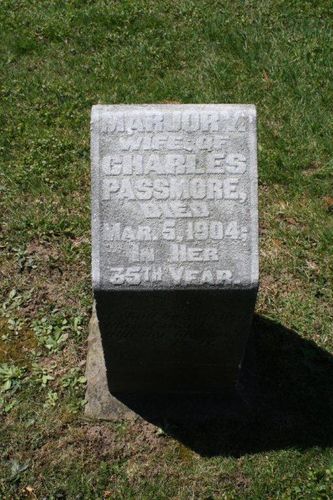 MARJORY
WIFE OF
CHARLES
PASSMORE,
DIED
MAR. 5, 1904;
IN HER
35TH YEAR.